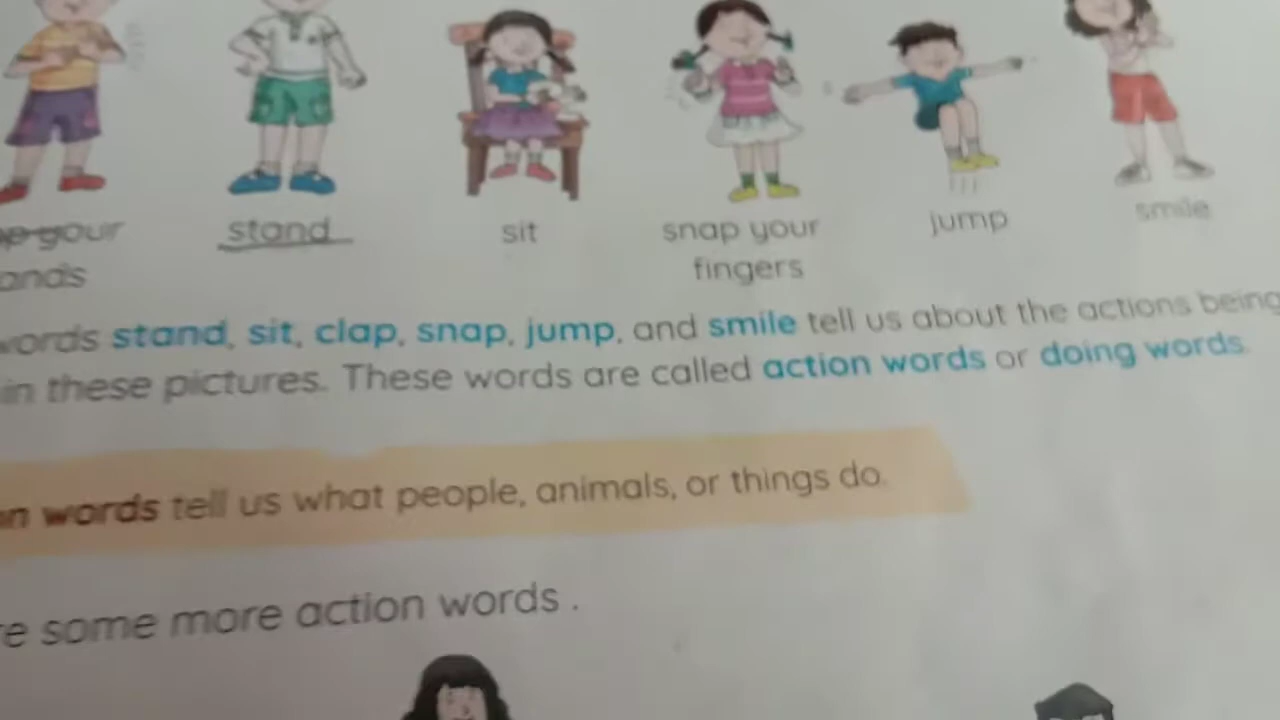 your stand sit snap your jump smile
fingers
words stand, sit, clap, snap, jump, and smile tell us about the actions being
in these pictures. These words are called action words or doing words.
words tell us what people, animals, or things do.
some more action words .